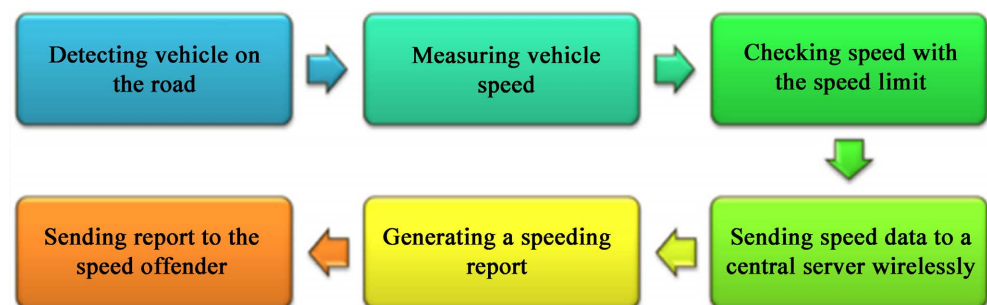 Detecting vehicle on
the road
Measuring vehicle
speed
Checking speed with
the speed limit
Sending speed data to a
central server wirelessly
Generating a speeding
report
Sending report to the
speed offender